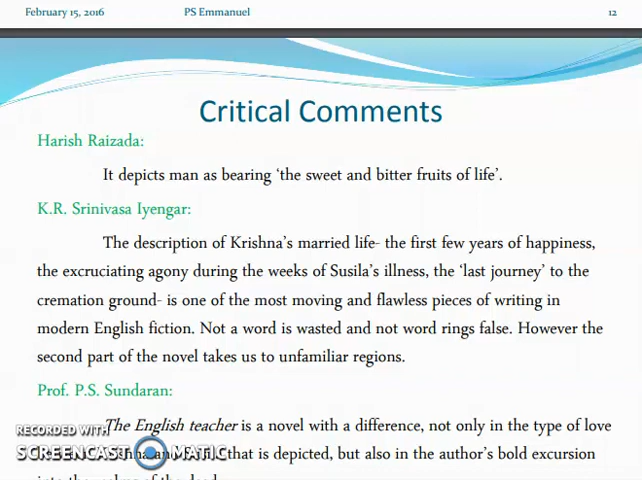 February 15, 2016 PS Emmanuel 12
Critical Comments
Harish Raizada:
It depicts man as bearing ‘the sweet and bitter fruits of life’.
K.R. Srinivasa Iyengar:
The description of Krishna’s married life- the first few years of happiness,
the excruciating agony during the weeks of Susila’s illness, the ‘last journey’ to the
cremation ground- is one of the most moving and flawless pieces of writing in
modern English fiction. Not a word is wasted and not word rings false. However the
second part of the novel takes us to unfamiliar regions.
Prof. P.S. Sundaran:
The English teacher is a novel with a difference, not only in the type of love
that is depicted, but also in the author’s bold excursion
RECORDED WITH
SCREENCAST MATIC